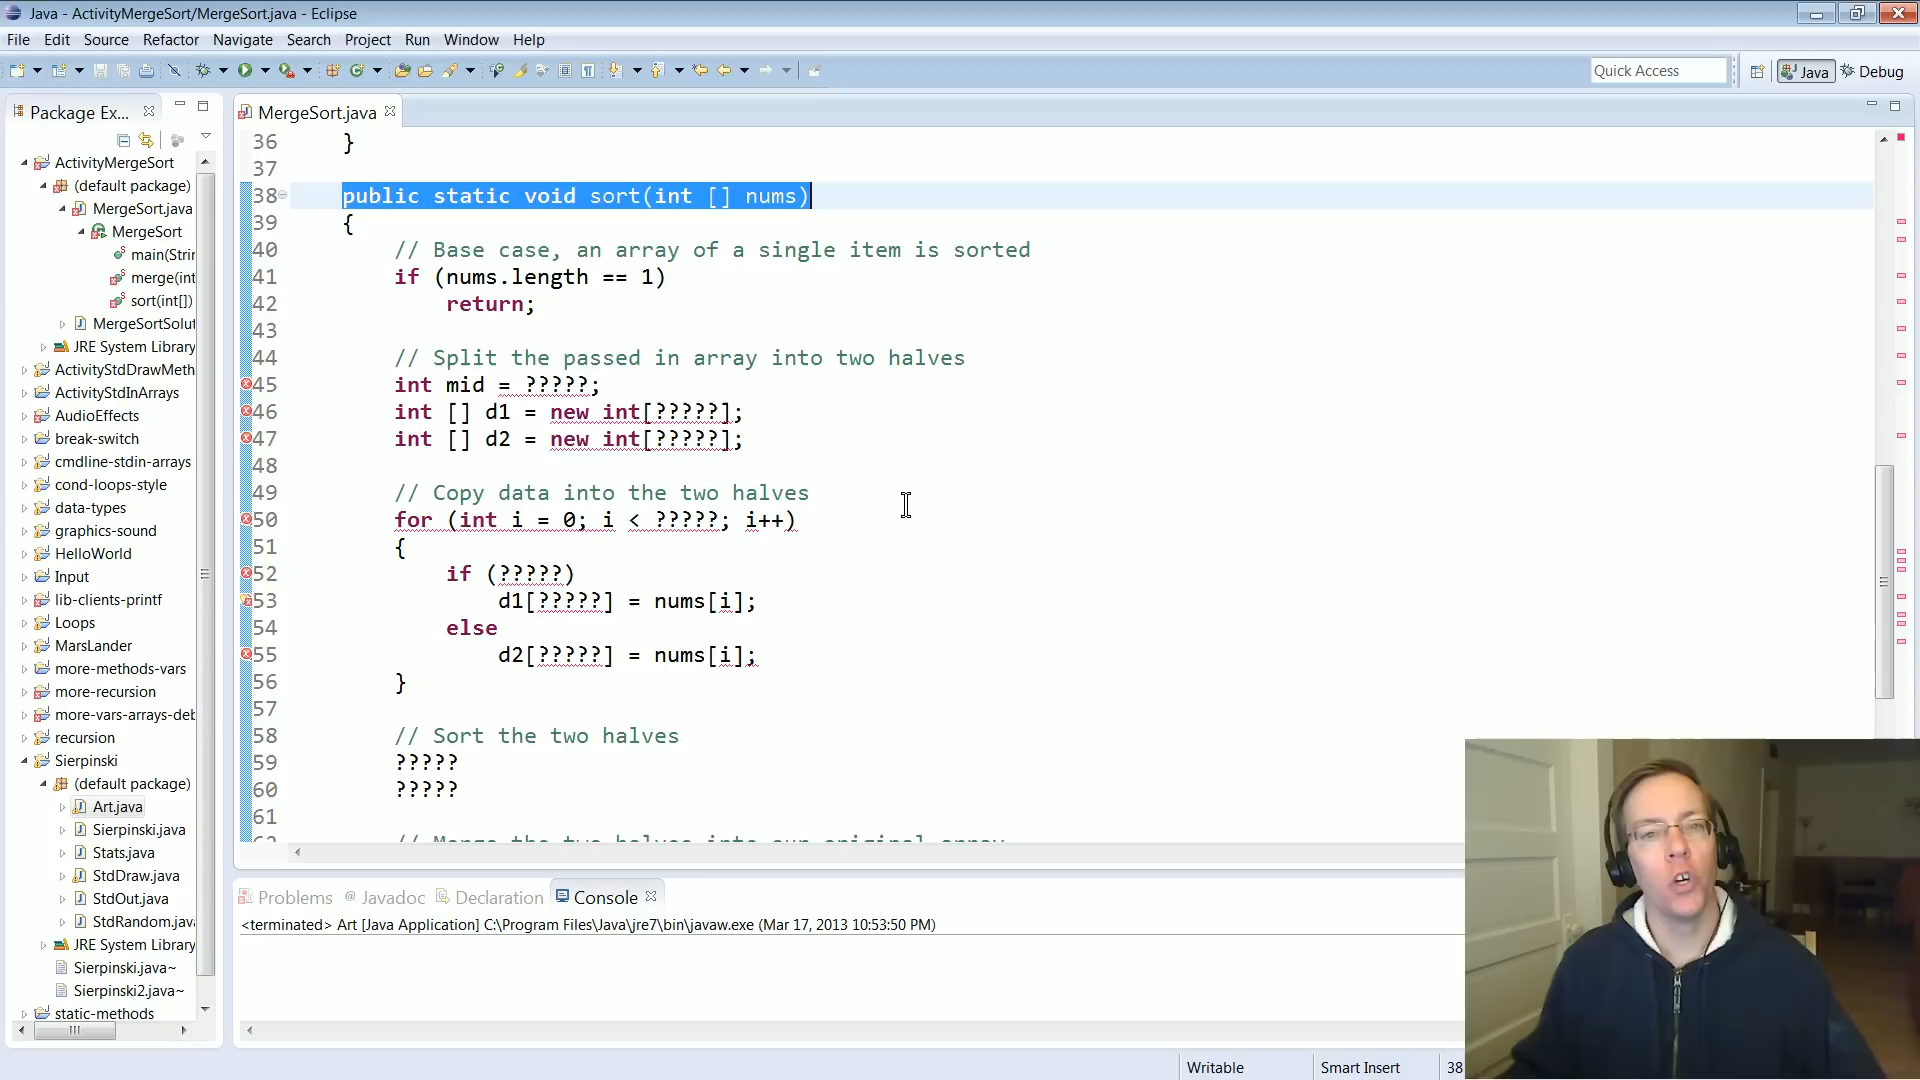 Java - ActivityMergeSort/MergeSort.java - Eclipse
File Edit Source Refactor Navigate Search Project Run Window Help
Quick Access
Java
Debug
Package Ex...
ActivityMergeSort
(default package)
MergeSort.java
MergeSort
main(Strin
merge(int
sort(int[])
MergeSortSolut
JRE System Library
ActivityStdDrawMeth
ActivityStdInArrays
AudioEffects
break-switch
cmdline-stdin-arrays
cond-loops-style
data-types
graphics-sound
HelloWorld
Input
lib-clients-printf
Loops
MarsLander
more-methods-vars
more-recursion
more-vars-arrays-deb
recursion
Sierpinski
(default package)
Art.java
Sierpinski.java
Stats.java
StdDraw.java
StdOut.java
StdRandom.java
JRE System Library
Sierpinski.java~
Sierpinski2.java~
static-methods
MergeSort.java
36 }
37
38 public static void sort(int [] nums)
39 {
40 // Base case, an array of a single item is sorted
41 if (nums.length == 1)
42 return;
43
44 // Split the passed in array into two halves
45 int mid = ?????;
46 int [] d1 = new int[?????];
47 int [] d2 = new int[?????];
48
49 // Copy data into the two halves
50 for (int i = 0; i < ?????; i++)
51 {
52 if (?????)
53 d1[?????] = nums[i];
54 else
55 d2[?????] = nums[i];
56 }
57
58 // Sort the two halves
59 ?????
60 ?????
61
62 // Merge the two halves into our original array
Problems @ Javadoc Declaration Console
<terminated> Art [Java Application] C:\Program Files\Java\jre7\bin\javaw.exe (Mar 17, 2013 10:53:50 PM)
Writable Smart Insert 38